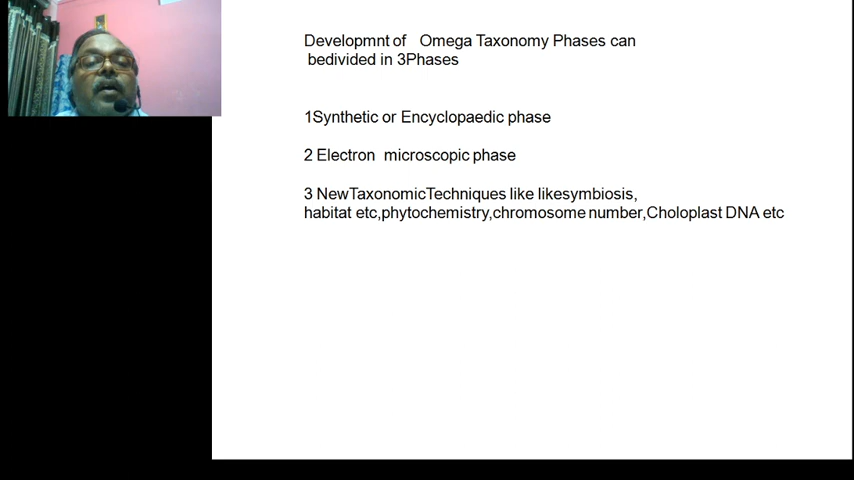 Developmnt of Omega Taxonomy Phases can
bedivided in 3Phases
1Synthetic or Encyclopaedic phase
2 Electron microscopic phase
3 NewTaxonomicTechniques like likesymbiosis,
habitat etc,phytochemistry,chromosome number,Choloplast DNA etc